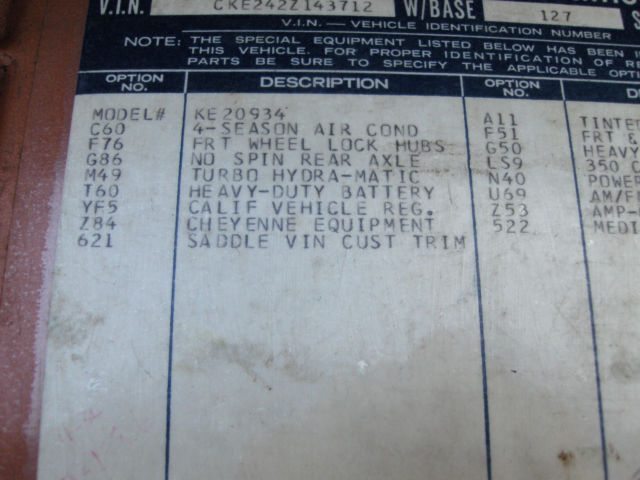 V.I.N. CKE242Z143712 W/BASE 127
V.I.N. — VEHICLE IDENTIFICATION NUMBER
NOTE: THE SPECIAL EQUIPMENT LISTED BELOW HAS BEEN
THIS VEHICLE. FOR PROPER IDENTIFICATION OF RE
PARTS BE SURE TO SPECIFY THE APPLICABLE OPTI
OPTION NO. DESCRIPTION OPTION NO. D
MODEL# KE20934 A11 TINTE
C60 4-SEASON AIR COND F51 FRT &
F76 FRT WHEEL LOCK HUBS G50 HEAVY
G86 NO SPIN REAR AXLE LS9 350 C
M49 TURBO HYDRA-MATIC N40 POWE
T60 HEAVY-DUTY BATTERY U69 AM/F
YF5 CALIF VEHICLE REG. Z53 AMP-
Z84 CHEYENNE EQUIPMENT 522 MEDI
621 SADDLE VIN CUST TRIM